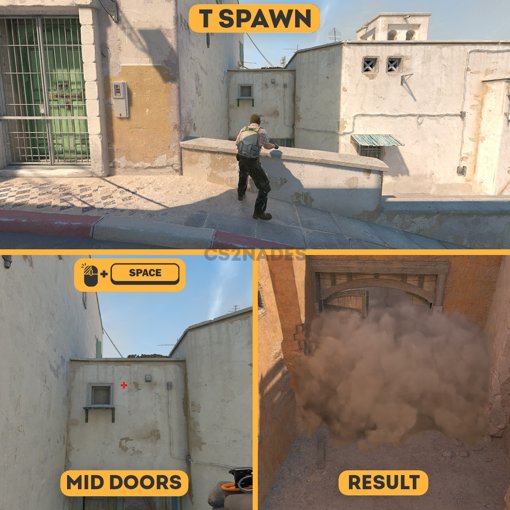 T SPAWN
CS2NADES
+ SPACE
MID DOORS
RESULT